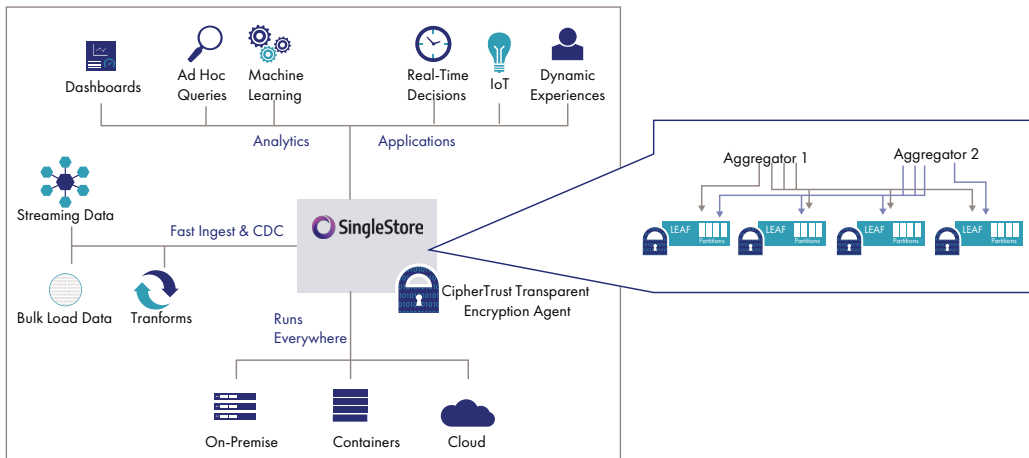 Dashboards
Ad Hoc
Queries
Machine
Learning
Real-Time
Decisions
IoT
Dynamic
Experiences
Analytics
Applications
Streaming Data
Fast Ingest & CDC
SingleStore
Bulk Load Data
Tranforms
CipherTrust Transparent
Encryption Agent
Runs
Everywhere
On-Premise
Containers
Cloud
Aggregator 1
Aggregator 2
LEAF
Partitions
LEAF
Partitions
LEAF
Partitions
LEAF
Partitions